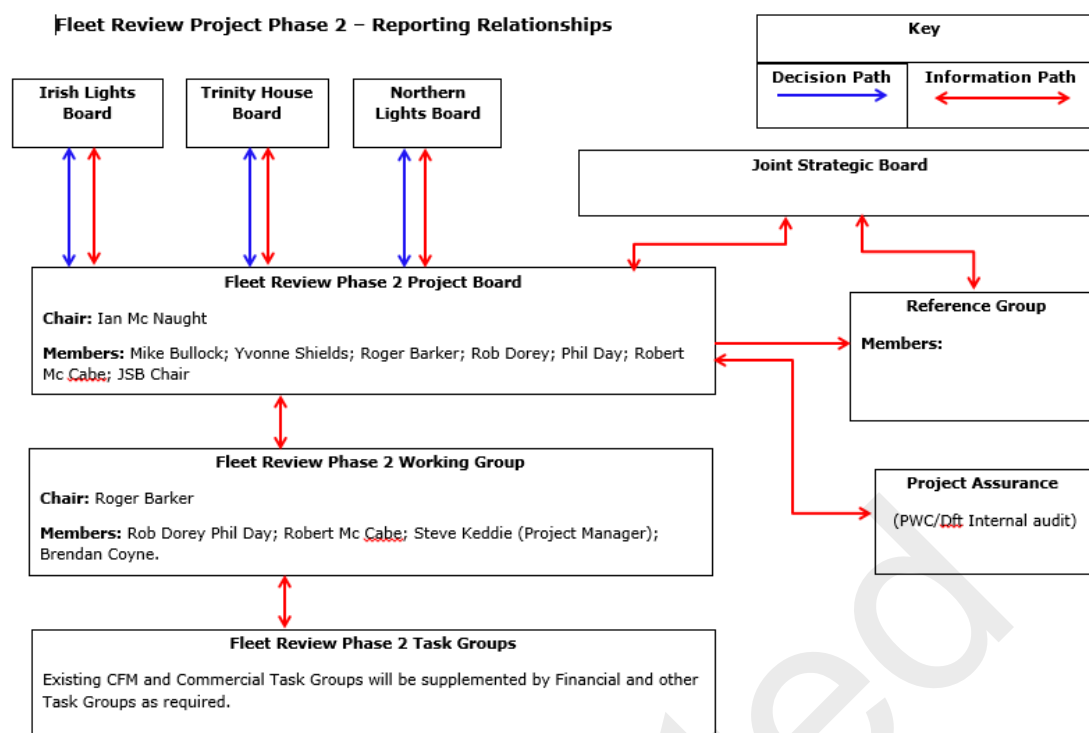 Fleet Review Project Phase 2 – Reporting Relationships
Key
Decision Path
Information Path
Irish Lights
Board
Trinity House
Board
Northern
Lights Board
Joint Strategic Board
Fleet Review Phase 2 Project Board
Chair: Ian Mc Naught
Members: Mike Bullock; Yvonne Shields; Roger Barker; Rob Dorey; Phil Day; Robert
Mc Cabe; JSB Chair
Reference Group
Members:
Fleet Review Phase 2 Working Group
Chair: Roger Barker
Members: Rob Dorey Phil Day; Robert Mc Cabe; Steve Keddie (Project Manager);
Brendan Coyne.
Project Assurance
(PWC/Dft Internal audit)
Fleet Review Phase 2 Task Groups
Existing CFM and Commercial Task Groups will be supplemented by Financial and other
Task Groups as required.